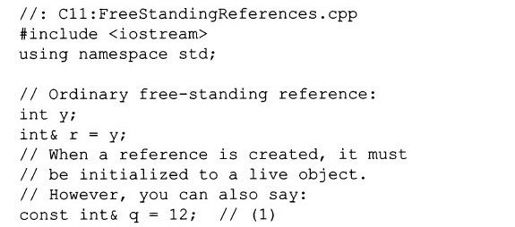 //: C11:FreeStandingReferences.cpp
#include <iostream>
using namespace std;

// Ordinary free-standing reference:
int y;
int& r = y;
// When a reference is created, it must
// be initialized to a live object.
// However, you can also say:
const int& q = 12;  // (1)